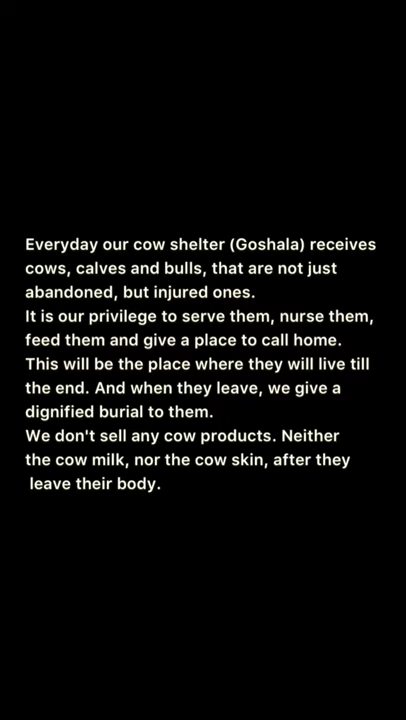 Everyday our cow shelter (Goshala) receives
cows, calves and bulls, that are not just
abandoned, but injured ones.
It is our privilege to serve them, nurse them,
feed them and give a place to call home.
This will be the place where they will live till
the end. And when they leave, we give a
dignified burial to them.
We don't sell any cow products. Neither
the cow milk, nor the cow skin, after they
leave their body.